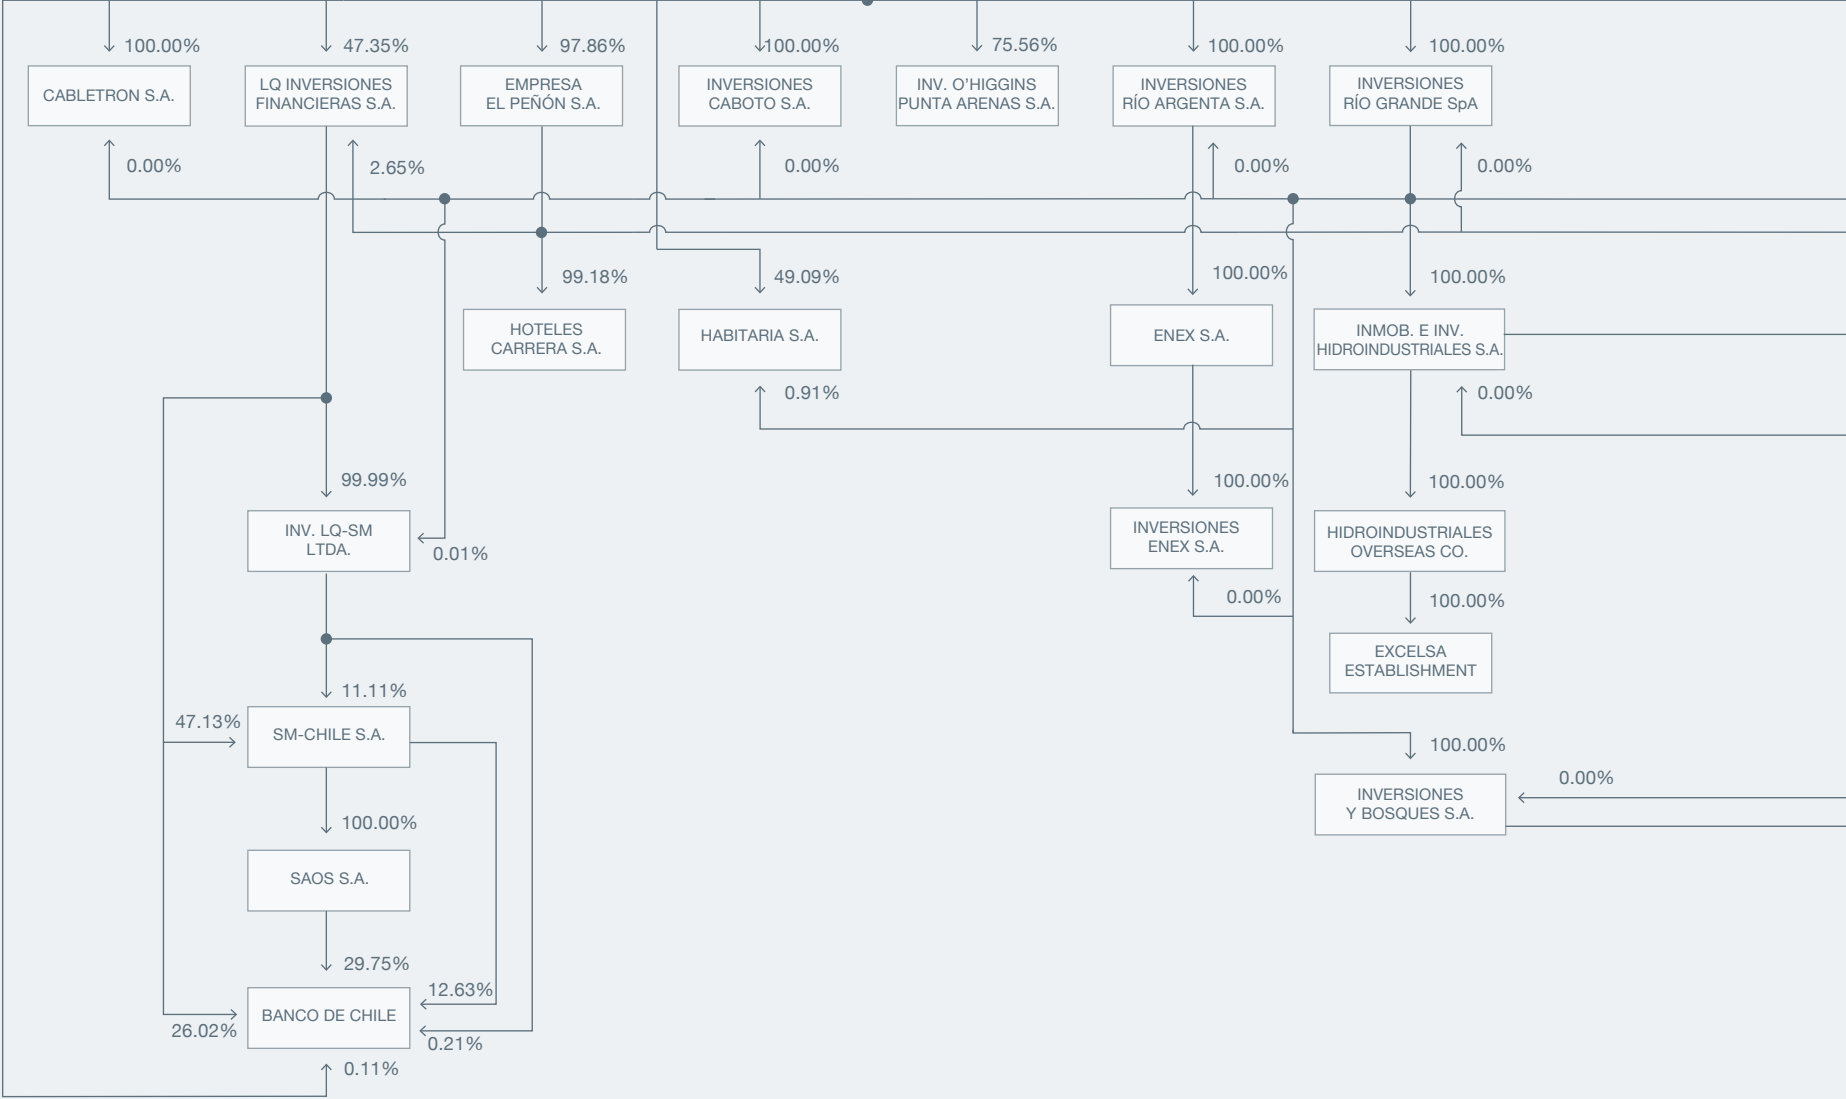 100.00%
47.35%
97.86%
100.00%
75.56%
100.00%
100.00%
CABLETRON S.A.
LQ INVERSIONES
FINANCIERAS S.A.
EMPRESA
EL PEÑÓN S.A.
INVERSIONES
CABOTO S.A.
INV. O’HIGGINS
PUNTA ARENAS S.A.
INVERSIONES
RÍO ARGENTA S.A.
INVERSIONES
RÍO GRANDE SpA
0.00%
2.65%
0.00%
0.00%
0.00%
99.18%
49.09%
100.00%
100.00%
HOTELES
CARRERA S.A.
HABITARIA S.A.
ENEX S.A.
INMOB. E INV.
HIDROINDUSTRIALES S.A.
0.91%
0.00%
99.99%
100.00%
100.00%
INV. LQ-SM
LTDA.
0.01%
INVERSIONES
ENEX S.A.
HIDROINDUSTRIALES
OVERSEAS CO.
0.00%
100.00%
EXCELSA
ESTABLISHMENT
11.11%
47.13%
SM-CHILE S.A.
100.00%
0.00%
INVERSIONES
Y BOSQUES S.A.
100.00%
SAOS S.A.
29.75%
12.63%
BANCO DE CHILE
26.02%
0.21%
0.11%